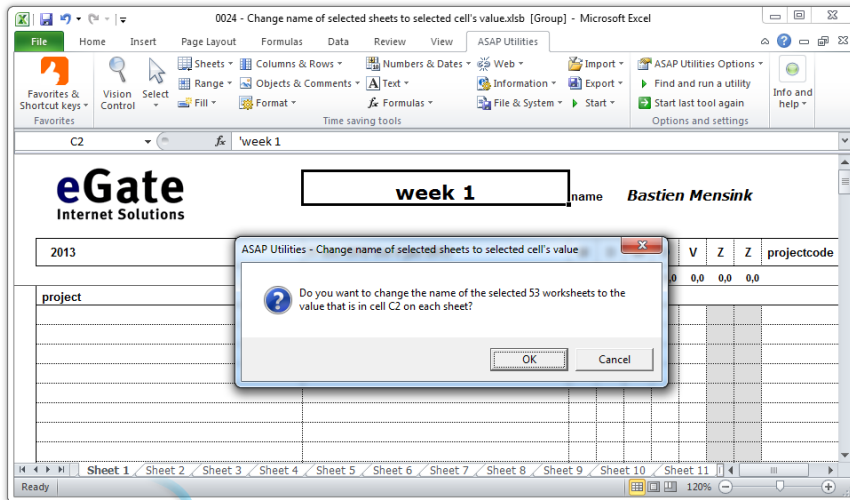 0024 - Change name of selected sheets to selected cell's value.xlsb [Group] - Microsoft Excel
File Home Insert Page Layout Formulas Data Review View ASAP Utilities
Sheets Columns & Rows Numbers & Dates Web Import ASAP Utilities Options
Range Objects & Comments Text Information Export Find and run a utility
Fill Format Formulas File & System Start Start last tool again
Favorites & Shortcut keys Vision Control Select Info and help
Favorites Time saving tools Options and settings
C2 fx 'week 1
eGate
Internet Solutions
week 1 name Bastien Mensink
ASAP Utilities - Change name of selected sheets to selected cell's value
2013 V Z Z projectcode
0,0 0,0 0,0
project
Do you want to change the name of the selected 53 worksheets to the
value that is in cell C2 on each sheet?
OK Cancel
Sheet 1 Sheet 2 Sheet 3 Sheet 4 Sheet 5 Sheet 6 Sheet 7 Sheet 8 Sheet 9 Sheet 10 Sheet 11
Ready 120%